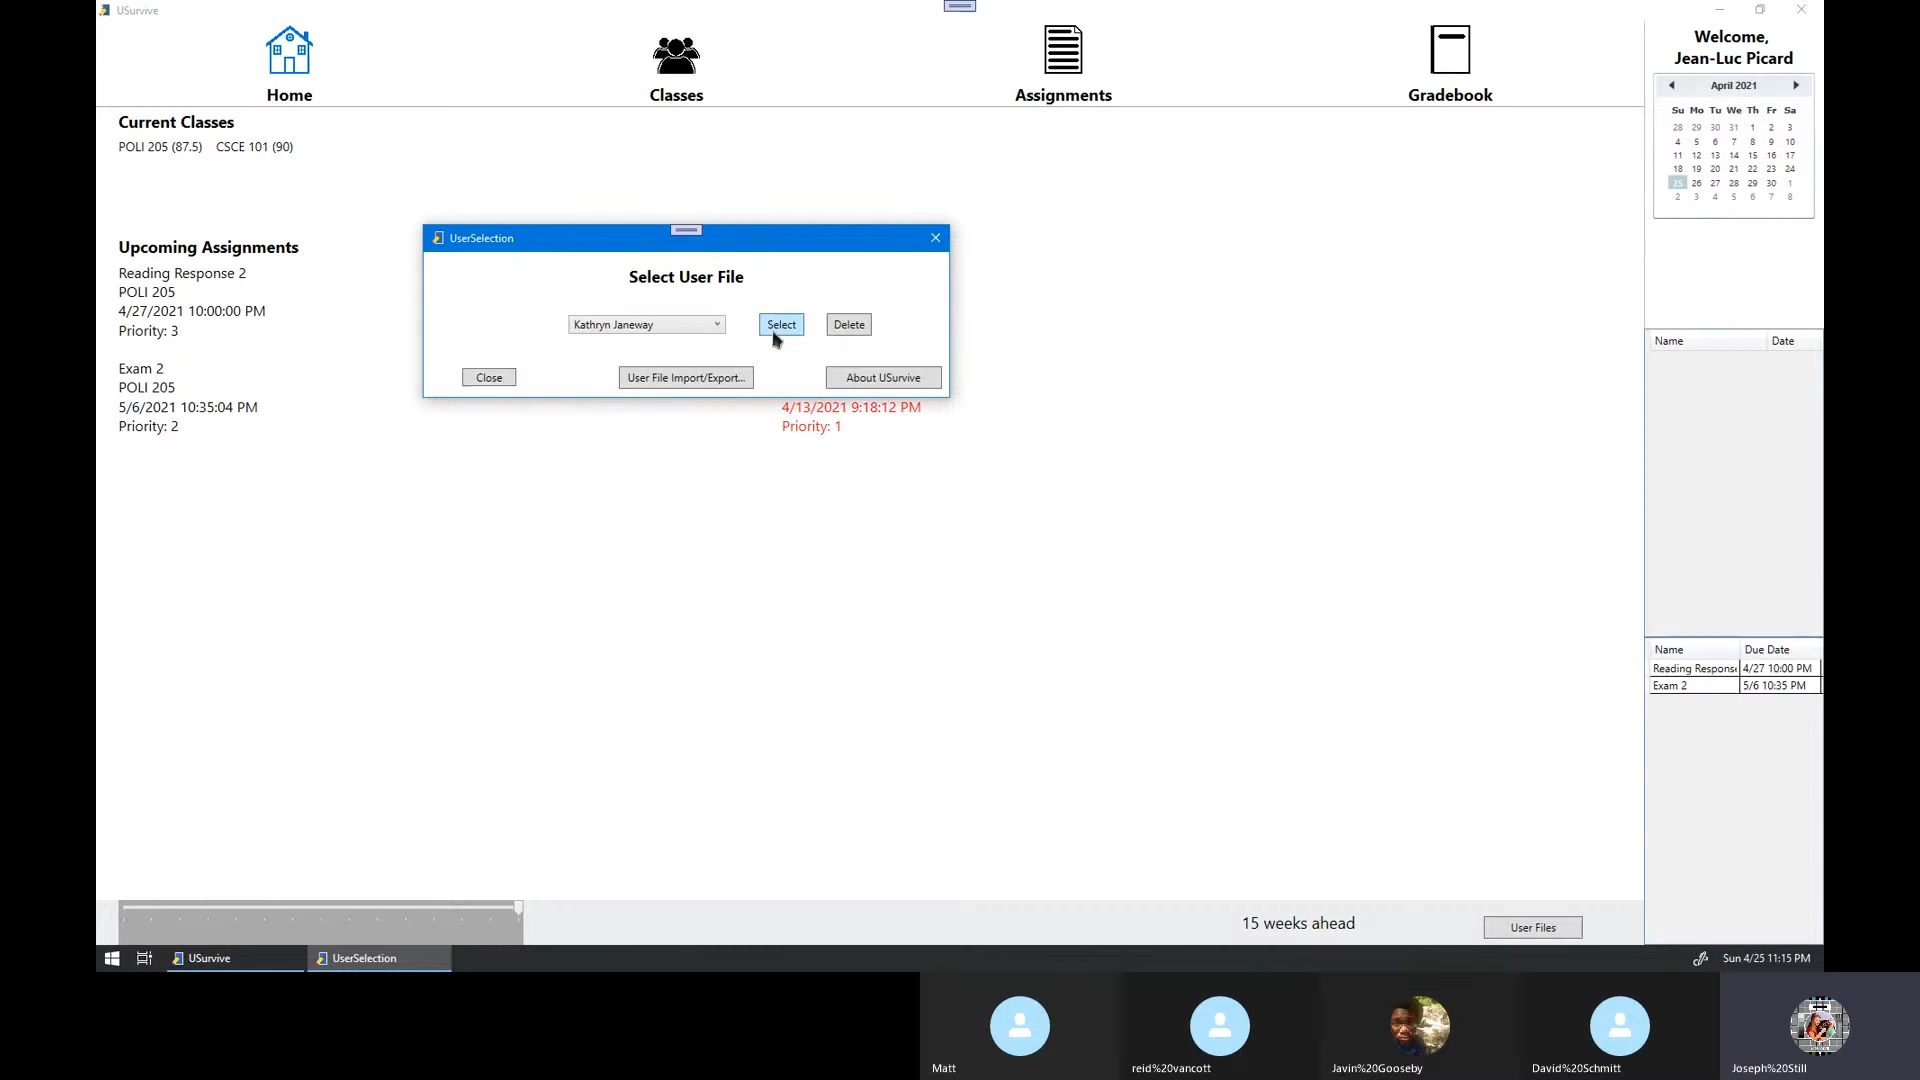 USurvive
Home
Classes
Assignments
Gradebook
Welcome,
Jean-Luc Picard
April 2021
Su Mo Tu We Th Fr Sa
28 29 30 31 1 2 3
4 5 6 7 8 9 10
11 12 13 14 15 16 17
18 19 20 21 22 23 24
25 26 27 28 29 30 1
2 3 4 5 6 7 8
Current Classes
POLI 205 (87.5) CSCE 101 (90)
Upcoming Assignments
Reading Response 2
POLI 205
4/27/2021 10:00:00 PM
Priority: 3
Exam 2
POLI 205
5/6/2021 10:35:04 PM
Priority: 2
UserSelection
Select User File
Kathryn Janeway
Select
Delete
Close
User File Import/Export...
About USurvive
4/13/2021 9:18:12 PM
Priority: 1
Name Date
Name Due Date
Reading Response 4/27 10:00 PM
Exam 2 5/6 10:35 PM
15 weeks ahead
User Files
USurvive
UserSelection
Sun 4/25 11:15 PM
Matt
reid%20vancott
Javin%20Gooseby
David%20Schmitt
Joseph%20Still